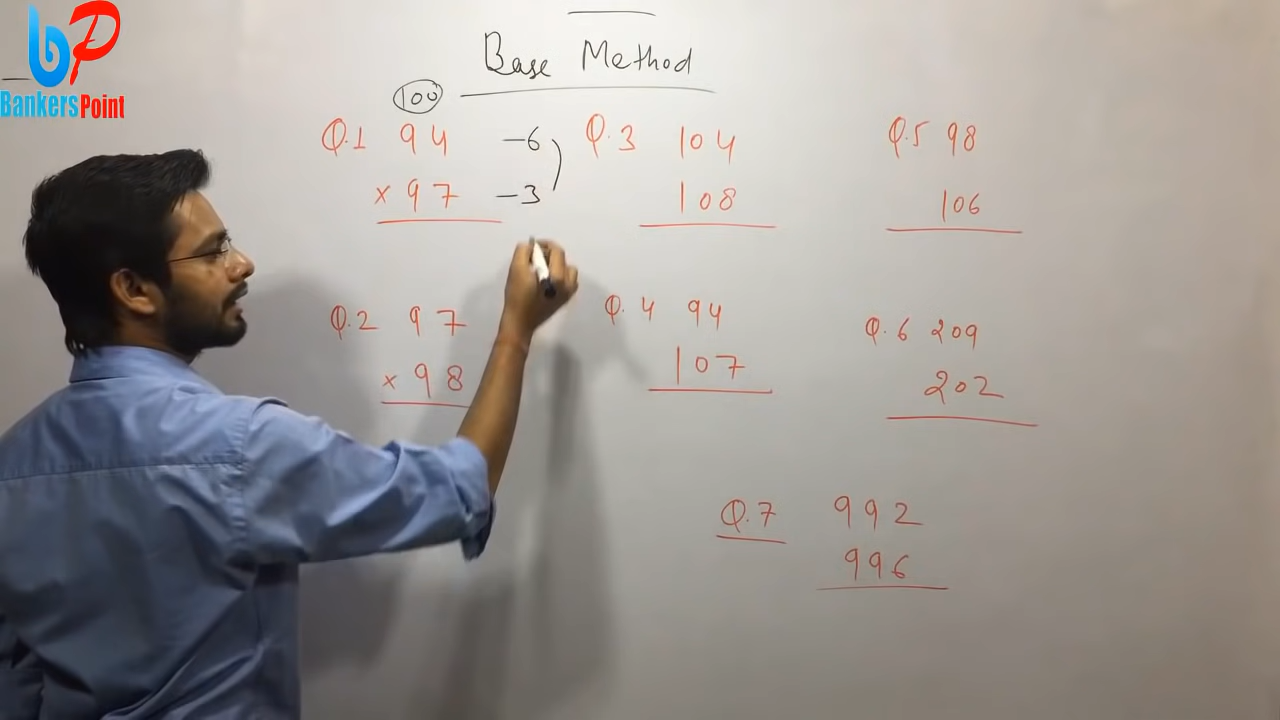 BankersPoint
Base Method
100
Q.1 94 -6
× 97 -3
Q.3 104
108
Q.5 98
106
Q.2 97
× 98
Q.4 94
107
Q.6 209
202
Q.7 992
996